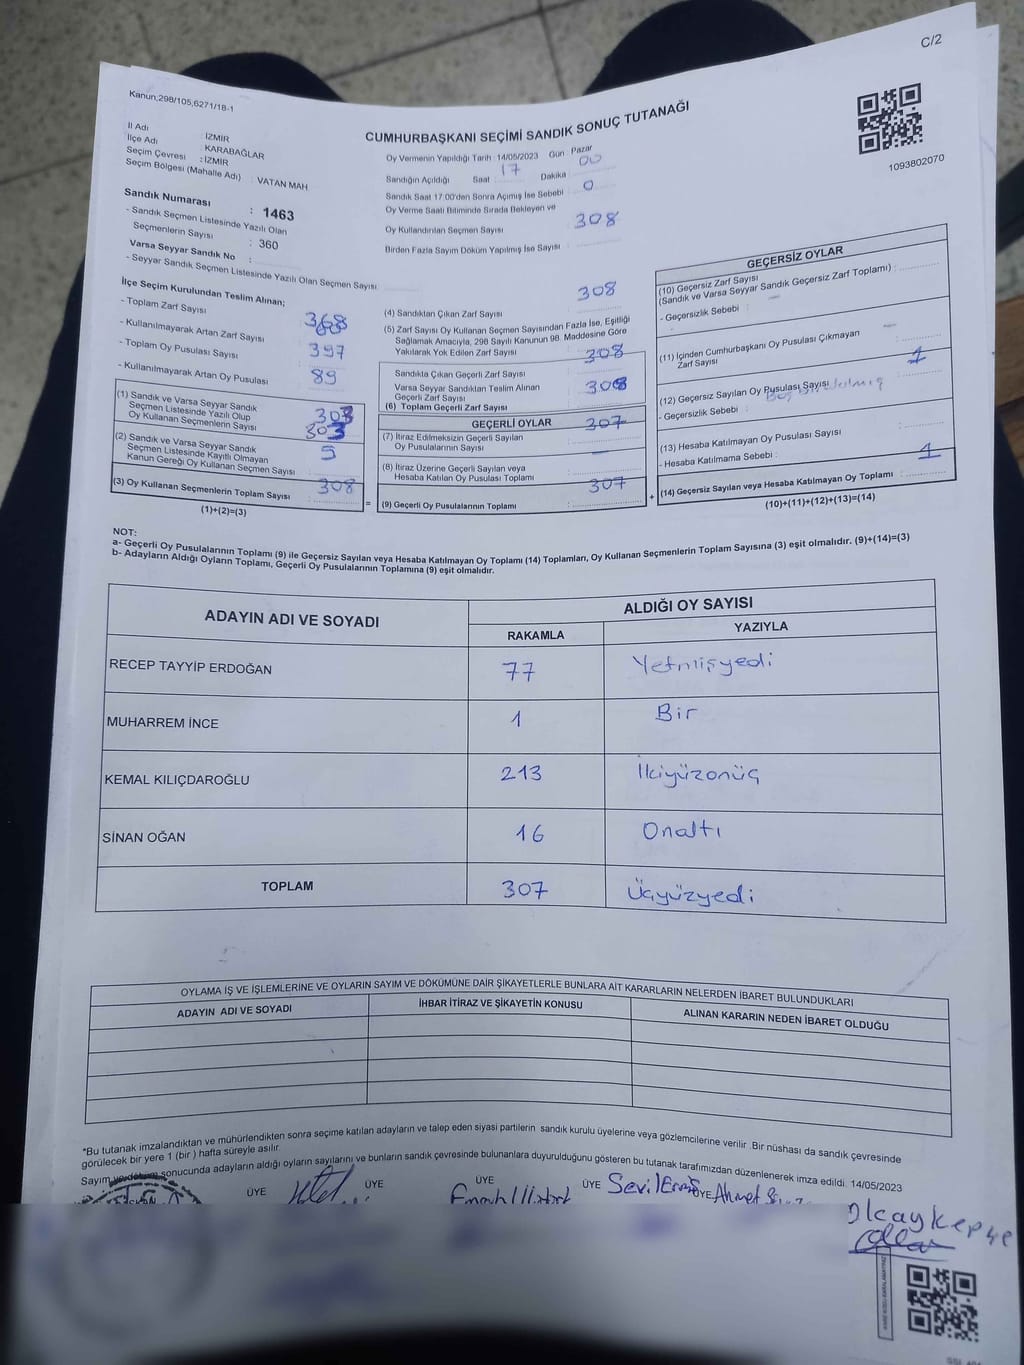 C/2
Kanun,298/105,6271/18-1
CUMHURBAŞKANI SEÇİMİ SANDIK SONUÇ TUTANAĞI
1093802070
İl Adı : İZMİR
İlçe Adı : KARABAĞLAR
Seçim Çevresi : İZMİR
Seçim Bölgesi (Mahalle Adı) : VATAN MAH
Sandık Numarası : 1463
- Sandık Seçmen Listesinde Yazılı Olan
Seçmenlerin Sayısı : 360
Varsa Seyyar Sandık No :
- Seyyar Sandık Seçmen Listesinde Yazılı Olan Seçmen Sayısı
Oy Vermenin Yapıldığı Tarih :14/05/2023 Gün Pazar
Sandığın Açıldığı Saat : 17 Dakika : 00
Sandık Saat 17:00'den Sonra Açımış İse Sebebi : 0
Oy Verme Saati Bitiminde Sırada Bekleyen ve
Oy Kullandırılan Seçmen Sayısı : 308
Birden Fazla Sayım Döküm Yapılmış İse Sayısı :
İlçe Seçim Kurulundan Teslim Alınan;
- Toplam Zarf Sayısı :
- Kullanılmayarak Artan Zarf Sayısı :
- Toplam Oy Pusulası Sayısı : 397
- Kullanılmayarak Artan Oy Pusulası : 89
(1) Sandık ve Varsa Seyyar Sandık
Seçmen Listesinde Yazılı Olup
Oy Kullanan Seçmenlerin Sayısı : 303
(2) Sandık ve Varsa Seyyar Sandık
Seçmen Listesinde Kayıtlı Olmayan
Kanun Gereği Oy Kullanan Seçmen Sayısı : 5
(3) Oy Kullanan Seçmenlerin Toplam Sayısı : 308
(1)+(2)=(3)
=
(4) Sandıktan Çıkan Zarf Sayısı : 308
(5) Zarf Sayısı Oy Kullanan Seçmen Sayısından Fazla İse, Eşitliği
Sağlamak Amacıyla, 298 Sayılı Kanunun 98. Maddesine Göre
Yakılarak Yok Edilen Zarf Sayısı :
Sandıkta Çıkan Geçerli Zarf Sayısı : 308
Varsa Seyyar Sandıktan Teslim Alınan
Geçerli Zarf Sayısı :
(6) Toplam Geçerli Zarf Sayısı : 308
GEÇERLİ OYLAR
(7) İtiraz Edilmeksizin Geçerli Sayılan
Oy Pusulalarının Sayısı : 307
(8) İtiraz Üzerine Geçerli Sayılan veya
Hesaba Katılan Oy Pusulası Toplamı : —
(9) Geçerli Oy Pusulalarının Toplamı : 307
+
GEÇERSİZ OYLAR
(10) Geçersiz Zarf Sayısı
(Sandık ve Varsa Seyyar Sandık Geçersiz Zarf Toplamı) :
- Geçersizlik Sebebi : —
(11) İçinden Cumhurbaşkanı Oy Pusulası Çıkmayan
Zarf Sayısı :
(12) Geçersiz Sayılan Oy Pusulası Sayısı : 1
- Geçersizlik Sebebi :
(13) Hesaba Katılmayan Oy Pusulası Sayısı :
- Hesaba Katılmama Sebebi :
(14) Geçersiz Sayılan veya Hesaba Katılmayan Oy Toplamı : 1
(10)+(11)+(12)+(13)=(14)
NOT:
a- Geçerli Oy Pusulalarının Toplamı (9) ile Geçersiz Sayılan veya Hesaba Katılmayan Oy Toplamı (14) Toplamları, Oy Kullanan Seçmenlerin Toplam Sayısına (3) eşit olmalıdır. (9)+(14)=(3)
b- Adayların Aldığı Oyların Toplamı, Geçerli Oy Pusulalarının Toplamına (9) eşit olmalıdır.
ADAYIN ADI VE SOYADI
ALDIĞI OY SAYISI
RAKAMLA YAZIYLA
RECEP TAYYİP ERDOĞAN 77 Yetmişyedi
MUHARREM İNCE 1 Bir
KEMAL KILIÇDAROĞLU 213 İkiyüzonüç
SİNAN OĞAN 16 Onaltı
TOPLAM 307 Üçyüzyedi
OYLAMA İŞ VE İŞLEMLERİNE VE OYLARIN SAYIM VE DÖKÜMÜNE DAİR ŞİKAYETLERLE BUNLARA AİT KARARLARIN NELERDEN İBARET BULUNDUKLARI
ADAYIN ADI VE SOYADI İHBAR İTİRAZ VE ŞİKAYETİN KONUSU ALINAN KARARIN NEDEN İBARET OLDUĞU
*Bu tutanak imzalandıktan ve mühürlendikten sonra seçime katılan adayların ve talep eden siyasi partilerin sandık kurulu üyelerine veya gözlemcilerine verilir .Bir nüshası da sandık çevresinde
görülecek bir yere 1 (bir ) hafta süreyle asılır.
Sayım ve döküm sonucunda adayların aldığı oyların sayılarını ve bunların sandık çevresinde bulunanlara duyurulduğunu gösteren bu tutanak tarafımızdan düzenlenerek imza edildi. 14/05/2023
ÜYE ÜYE ÜYE ÜYE ÜYE
Ahmet